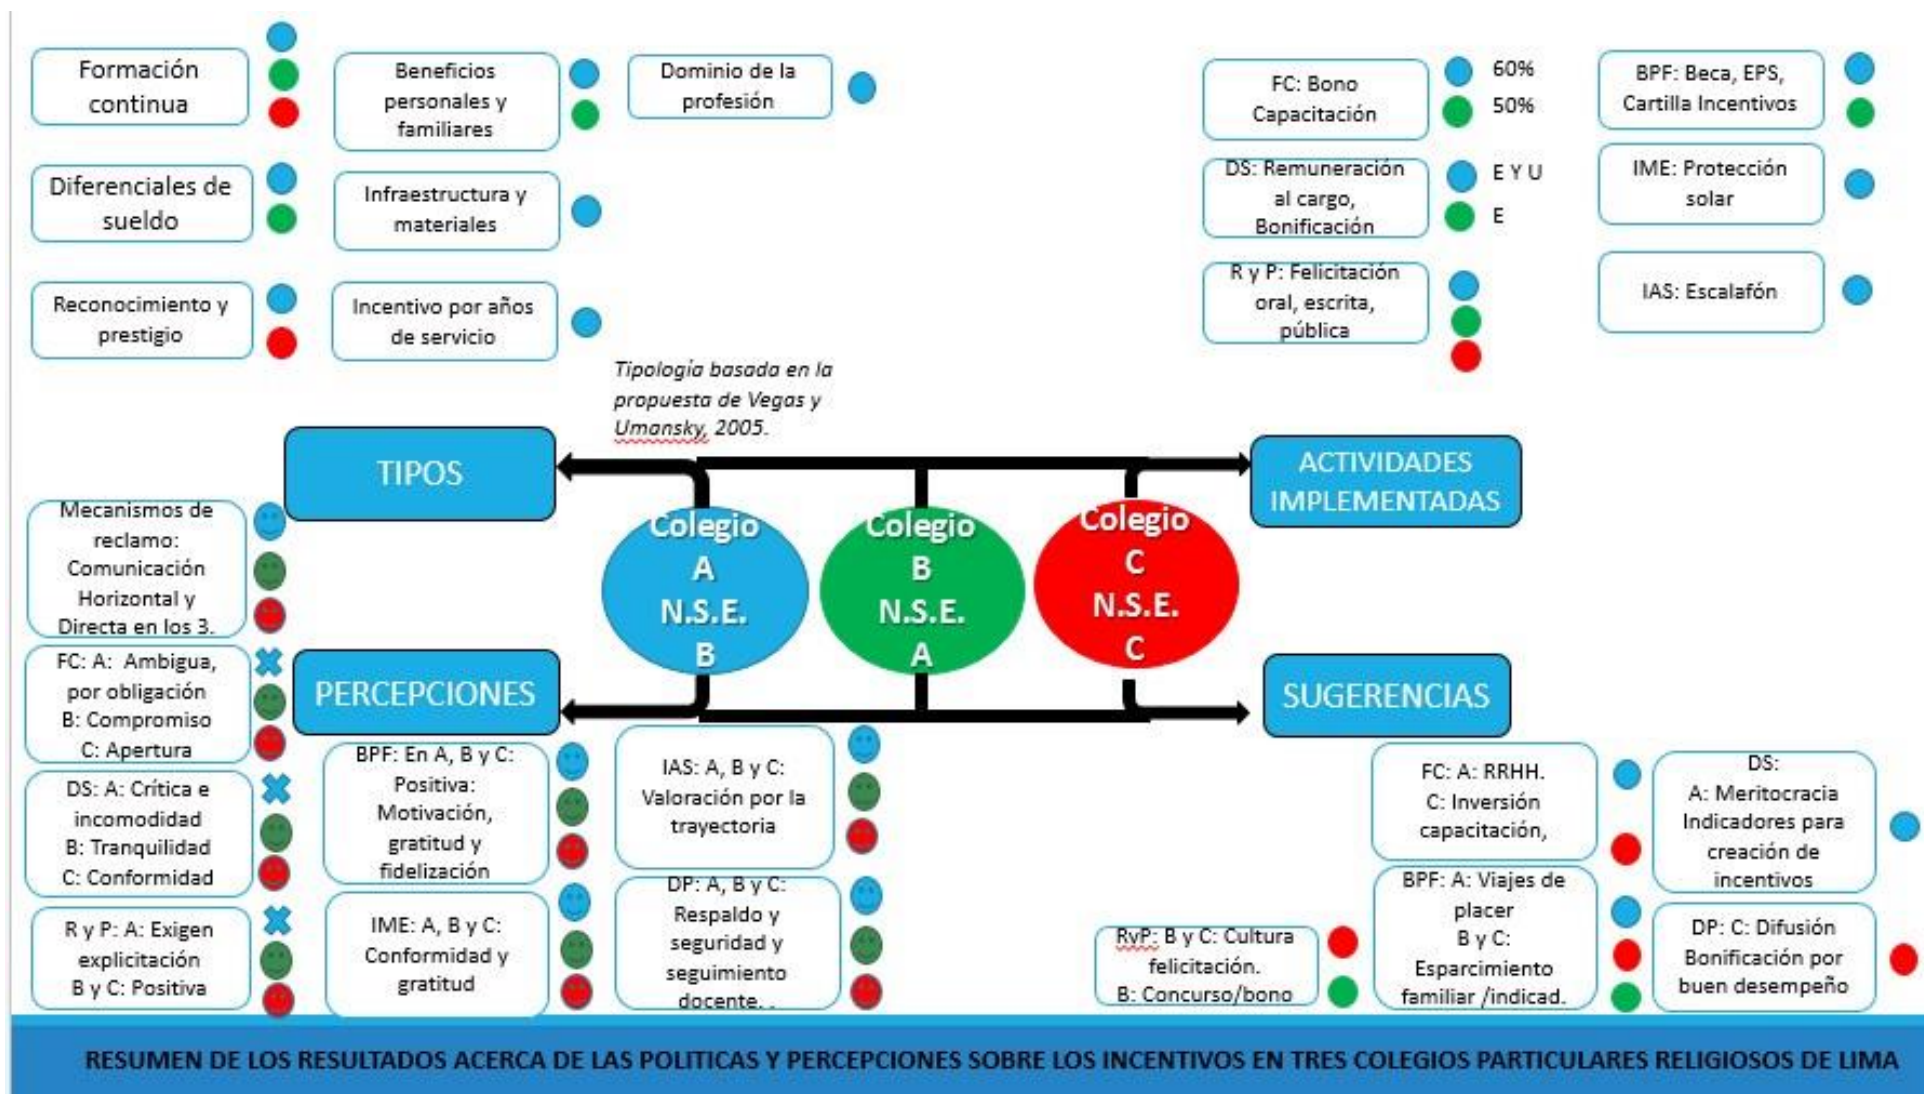 Formación
continua
Beneficios
personales y
familiares
Dominio de la
profesión
Diferenciales de
sueldo
Infraestructura y
materiales
Reconocimiento y
prestigio
Incentivo por años
de servicio
Tipología basada en la
propuesta de Vegas y
Umansky, 2005.
FC: Bono
Capacitación
60%
50%
BPF: Beca, EPS,
Cartilla Incentivos
DS: Remuneración
al cargo,
Bonificación
E Y U
E
IME: Protección
solar
R y P: Felicitación
oral, escrita,
pública
IAS: Escalafón
TIPOS
ACTIVIDADES
IMPLEMENTADAS
Colegio
A
N.S.E.
B
Colegio
B
N.S.E.
A
Colegio
C
N.S.E.
C
PERCEPCIONES
SUGERENCIAS
Mecanismos de
reclamo:
Comunicación
Horizontal y
Directa en los 3.
FC: A: Ambigua,
por obligación
B: Compromiso
C: Apertura
DS: A: Crítica e
incomodidad
B: Tranquilidad
C: Conformidad
R y P: A: Exigen
explicitación
B y C: Positiva
BPF: En A, B y C:
Positiva:
Motivación,
gratitud y
fidelización
IME: A, B y C:
Conformidad y
gratitud
IAS: A, B y C:
Valoración por la
trayectoria
DP: A, B y C:
Respaldo y
seguridad y
seguimiento
docente. .
RyP: B y C: Cultura
felicitación.
B: Concurso/bono
FC: A: RRHH.
C: Inversión
capacitación,
BPF: A: Viajes de
placer
B y C:
Esparcimiento
familiar /indicad.
DS:
A: Meritocracia
Indicadores para
creación de
incentivos
DP: C: Difusión
Bonificación por
buen desempeño
RESUMEN DE LOS RESULTADOS ACERCA DE LAS POLITICAS Y PERCEPCIONES SOBRE LOS INCENTIVOS EN TRES COLEGIOS PARTICULARES RELIGIOSOS DE LIMA